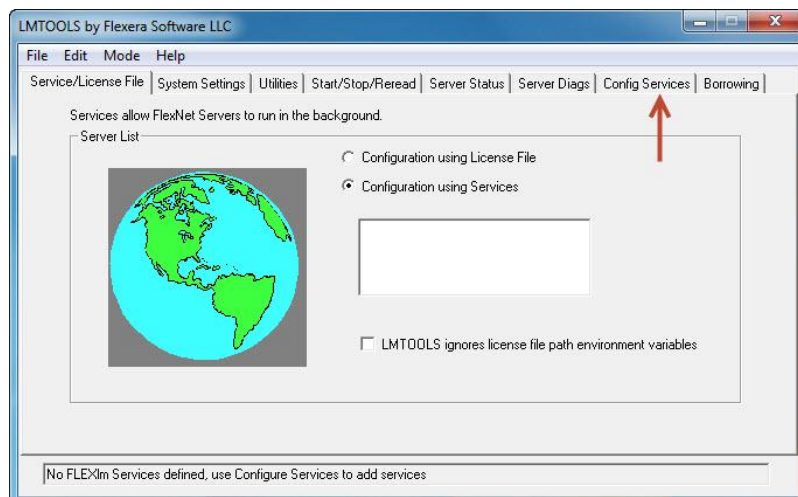 LMTOOLS by Flexera Software LLC
File Edit Mode Help
Service/License File System Settings Utilities Start/Stop/Reread Server Status Server Diags Config Services Borrowing
Services allow FlexNet Servers to run in the background.
Server List
Configuration using License File
Configuration using Services
LMTOOLS ignores license file path environment variables
No FLEXlm Services defined, use Configure Services to add services